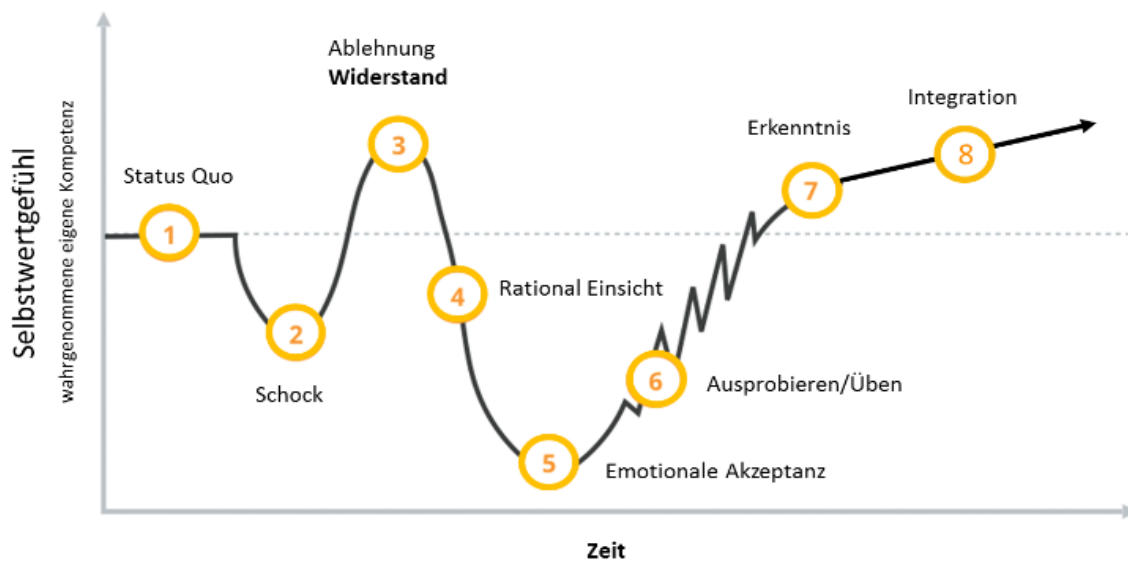 Ablehnung
Widerstand
Integration
Erkenntnis
Status Quo
3
8
7
1
Selbstwertgefühl
wahrgenommene eigene Kompetenz
4
Rational Einsicht
2
Schock
6
Ausprobieren/Üben
5
Emotionale Akzeptanz
Zeit